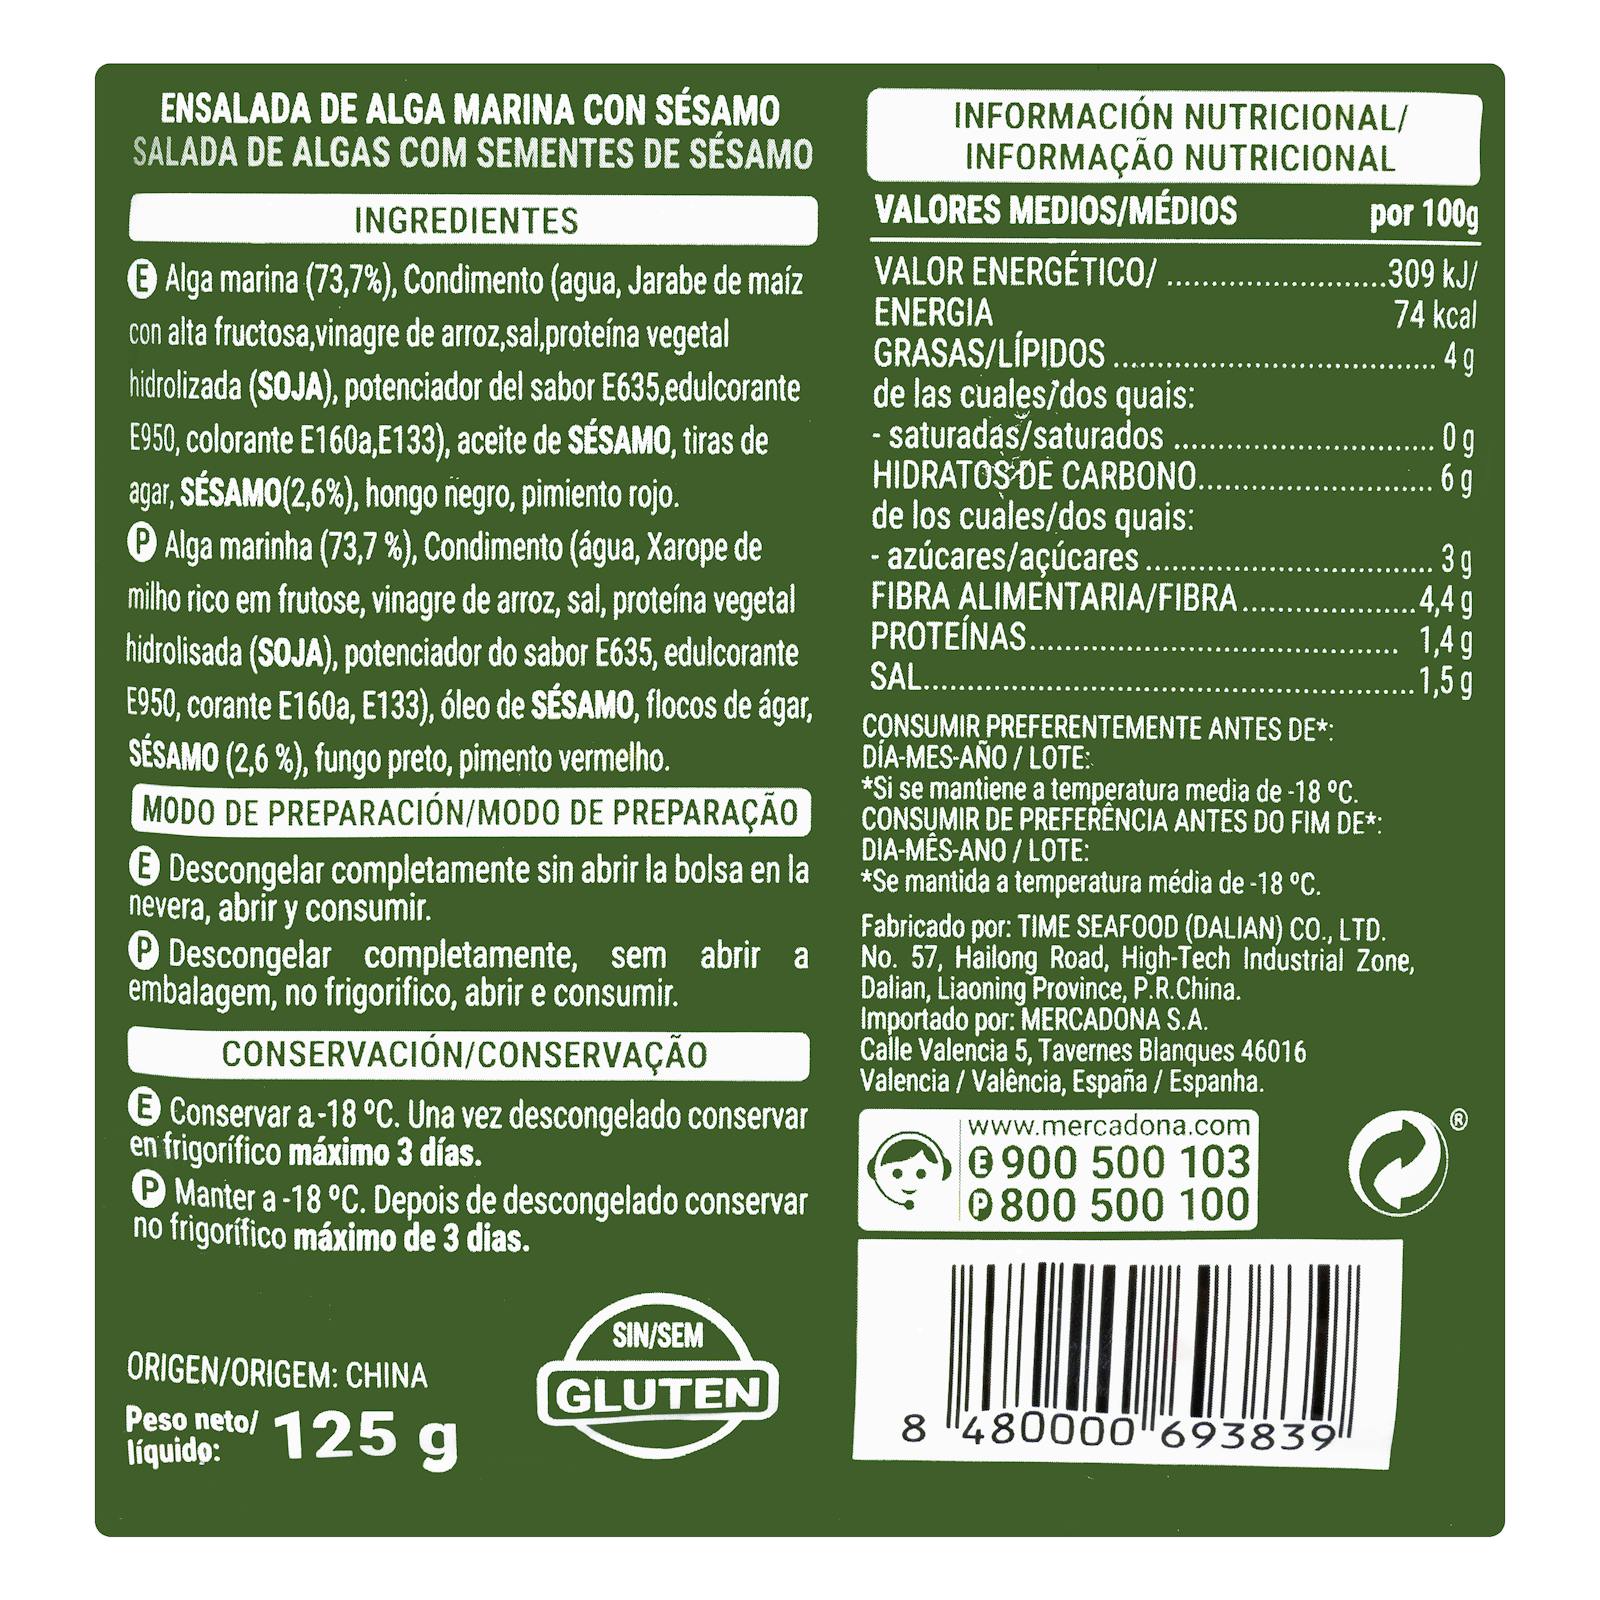 ENSALADA DE ALGA MARINA CON SÉSAMO
SALADA DE ALGAS COM SEMENTES DE SÉSAMO
INGREDIENTES
E Alga marina (73,7%), Condimento (agua, Jarabe de maíz
con alta fructosa,vinagre de arroz,sal,proteína vegetal
hidrolizada (SOJA), potenciador del sabor E635,edulcorante
E950, colorante E160a,E133), aceite de SÉSAMO, tiras de
agar, SÉSAMO(2,6%), hongo negro, pimiento rojo.
P Alga marinha (73,7 %), Condimento (água, Xarope de
milho rico em frutose, vinagre de arroz, sal, proteína vegetal
hidrolisada (SOJA), potenciador do sabor E635, edulcorante
E950, corante E160a, E133), óleo de SÉSAMO, flocos de ágar,
SÉSAMO (2,6 %), fungo preto, pimento vermelho.
MODO DE PREPARACIÓN/MODO DE PREPARAÇÃO
E Descongelar completamente sin abrir la bolsa en la
nevera, abrir y consumir.
P Descongelar completamente, sem abrir a
embalagem, no frigorifico, abrir e consumir.
CONSERVACIÓN/CONSERVAÇÃO
E Conservar a -18 ºC. Una vez descongelado conservar
en frigorífico máximo 3 días.
P Manter a -18 ºC. Depois de descongelado conservar
no frigorífico máximo de 3 dias.
ORIGEN/ORIGEM: CHINA
Peso neto/
líquido: 125 g
SIN/SEM
GLUTEN
INFORMACIÓN NUTRICIONAL/
INFORMAÇÃO NUTRICIONAL
VALORES MEDIOS/MÉDIOS por 100g
VALOR ENERGÉTICO/ ........................309 kJ/
ENERGIA 74 kcal
GRASAS/LÍPIDOS .................................... 4 g
de las cuales/dos quais:
- saturadas/saturados ............................. 0 g
HIDRATOS DE CARBONO.......................... 6 g
de los cuales/dos quais:
- azúcares/açúcares ................................ 3 g
FIBRA ALIMENTARIA/FIBRA....................4,4 g
PROTEÍNAS......................................... 1,4 g
SAL......................................................1,5 g
CONSUMIR PREFERENTEMENTE ANTES DE*:
DÍA-MES-AÑO / LOTE:
*Si se mantiene a temperatura media de -18 ºC.
CONSUMIR DE PREFERÊNCIA ANTES DO FIM DE*:
DIA-MÊS-ANO / LOTE:
*Se mantida a temperatura média de -18 ºC.
Fabricado por: TIME SEAFOOD (DALIAN) CO., LTD.
No. 57, Hailong Road, High-Tech Industrial Zone,
Dalian, Liaoning Province, P.R.China.
Importado por: MERCADONA S.A.
Calle Valencia 5, Tavernes Blanques 46016
Valencia / Valência, España / Espanha.
www.mercadona.com
E 900 500 103
P 800 500 100
®
8 480000 693839